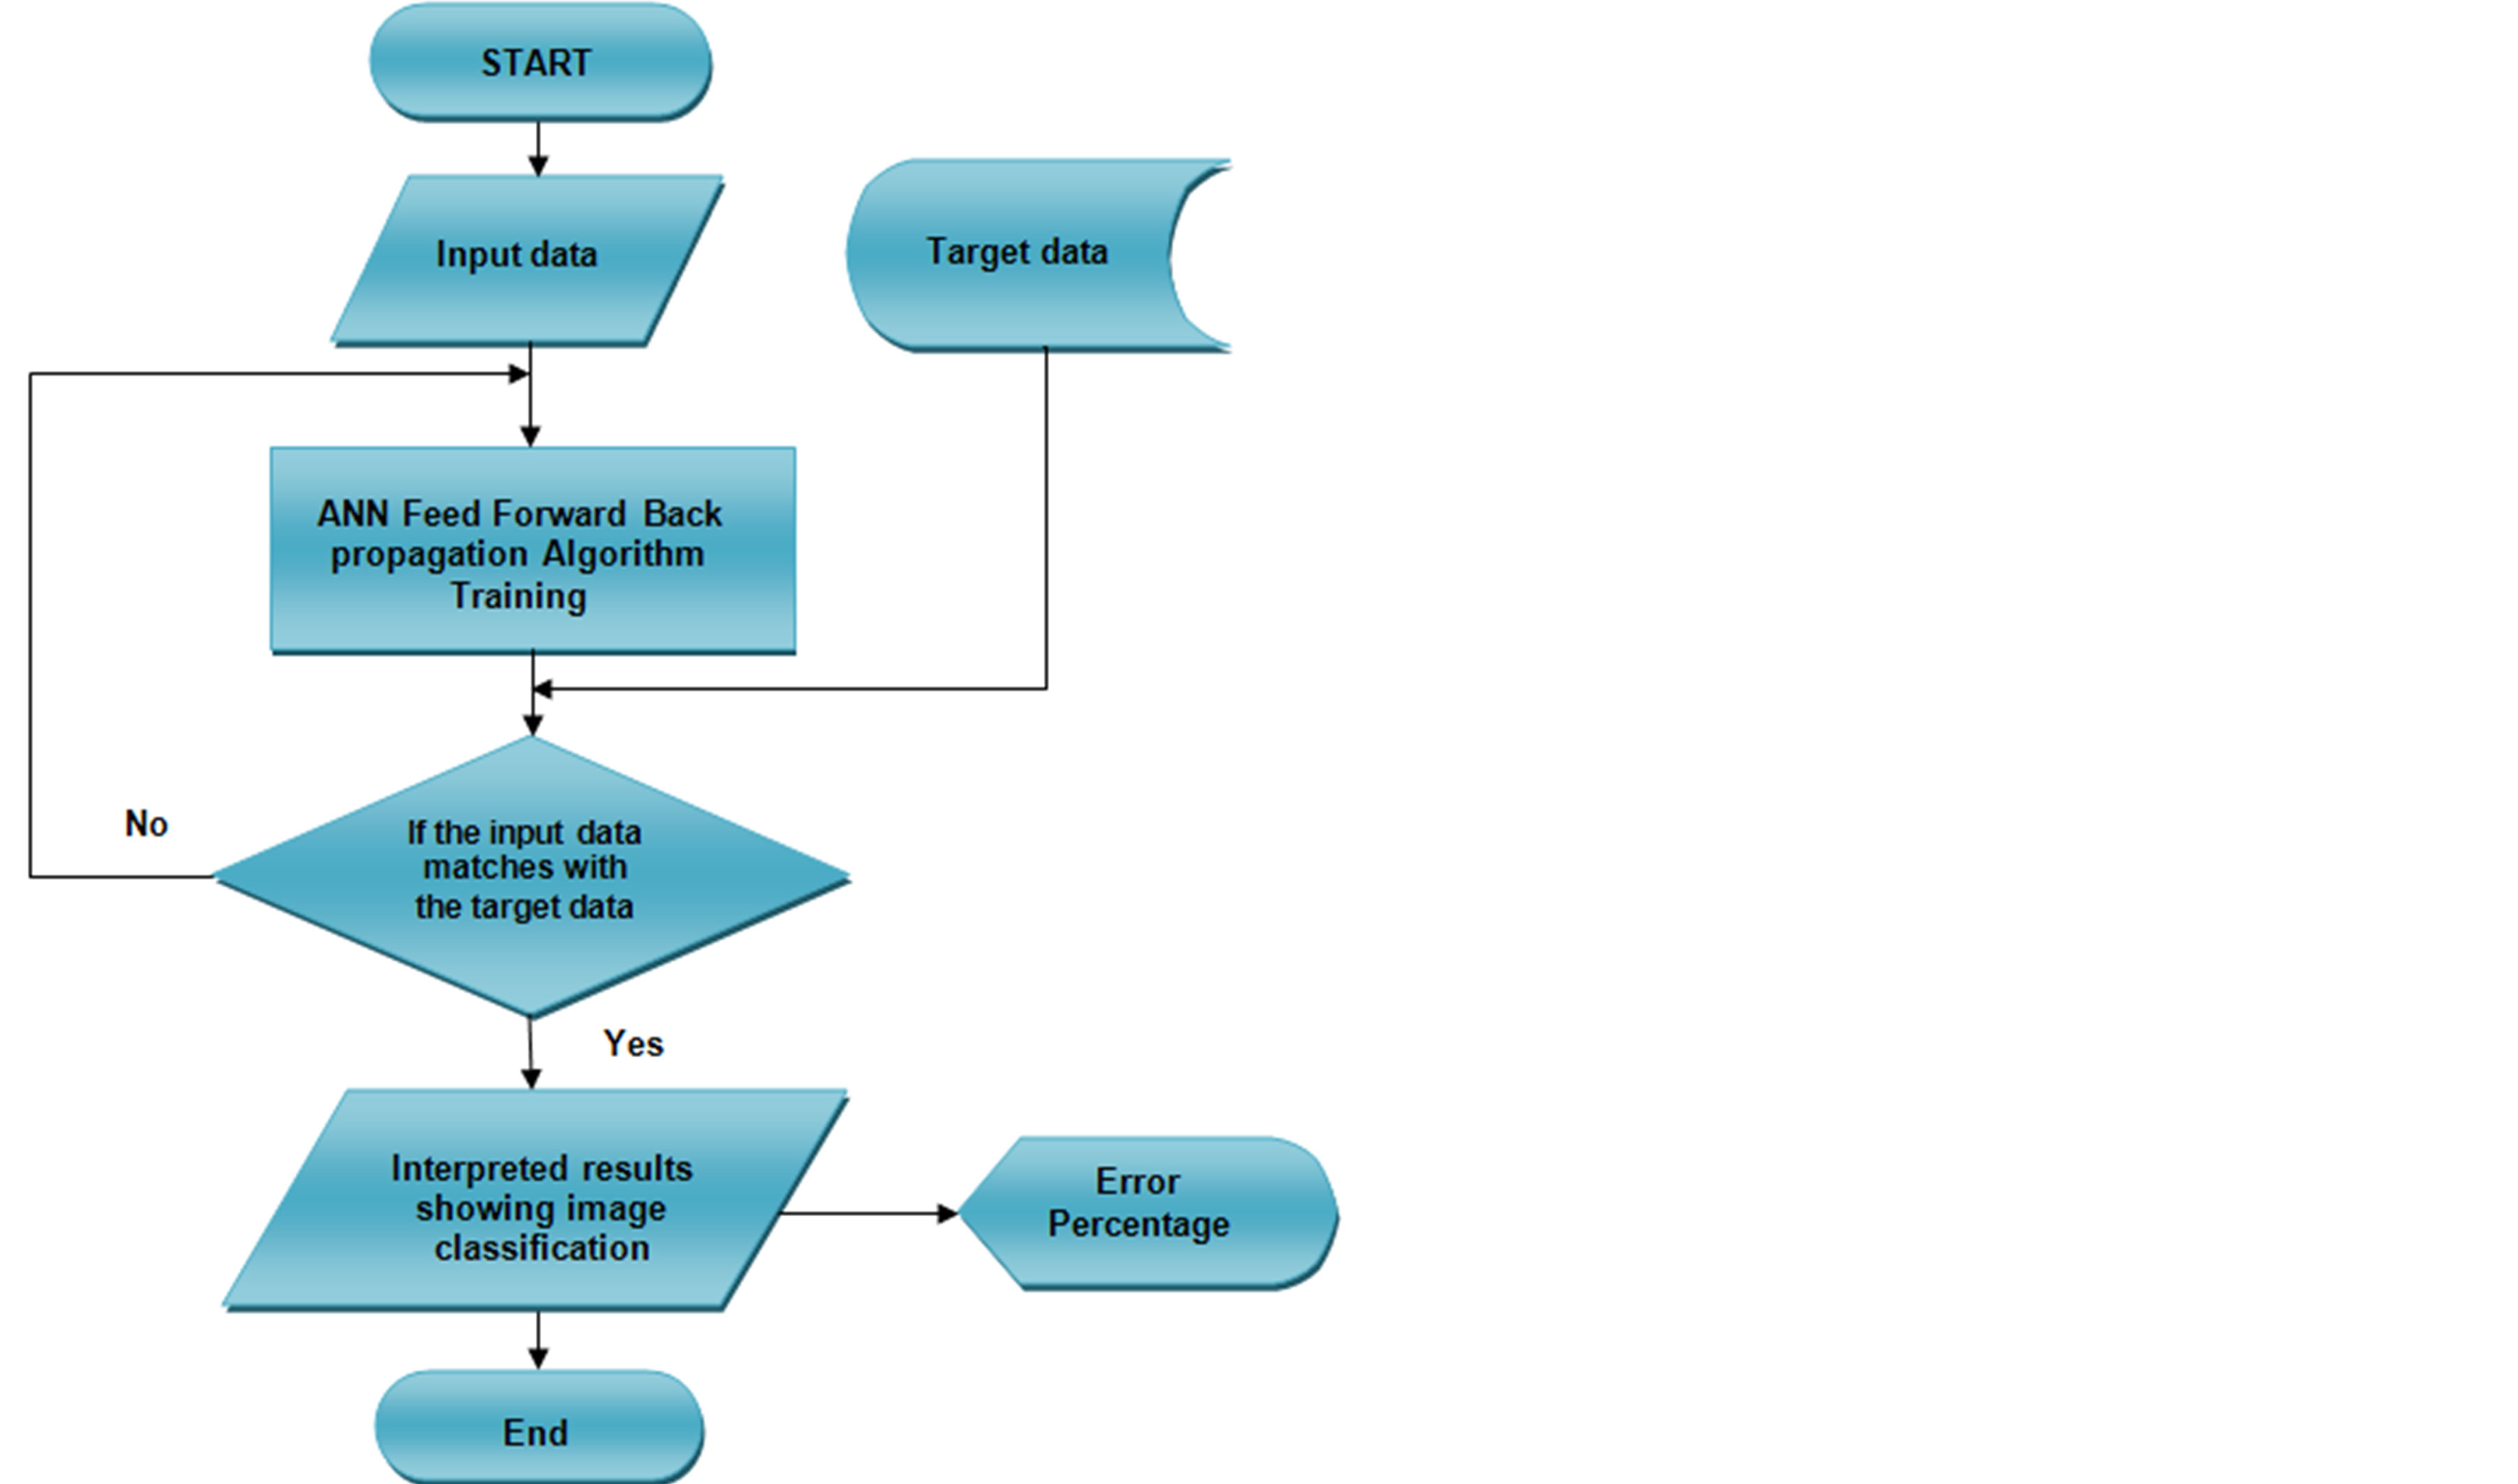 START
Input data
Target data
ANN Feed Forward Back
propagation Algorithm
Training
No
If the input data
matches with
the target data
Yes
Interpreted results
showing image
classification
Error
Percentage
End